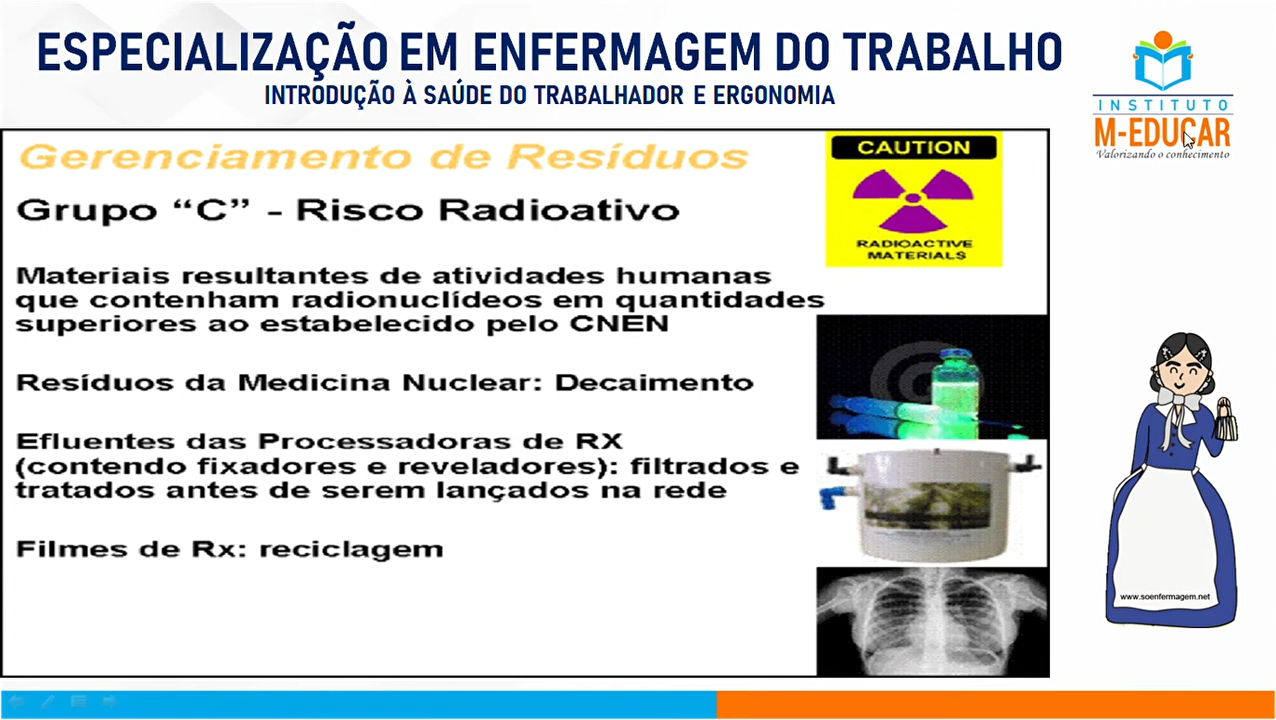 ESPECIALIZAÇÃO EM ENFERMAGEM DO TRABALHO
INTRODUÇÃO À SAÚDE DO TRABALHADOR E ERGONOMIA
INSTITUTO
M-EDUCAR
Valorizando o conhecimento
Gerenciamento de Resíduos
Grupo “C” - Risco Radioativo
CAUTION
RADIOACTIVE
MATERIALS
Materiais resultantes de atividades humanas
que contenham radionuclídeos em quantidades
superiores ao estabelecido pelo CNEN
Resíduos da Medicina Nuclear: Decaimento
Efluentes das Processadoras de RX
(contendo fixadores e reveladores): filtrados e
tratados antes de serem lançados na rede
Filmes de Rx: reciclagem
www.soenfermagem.net